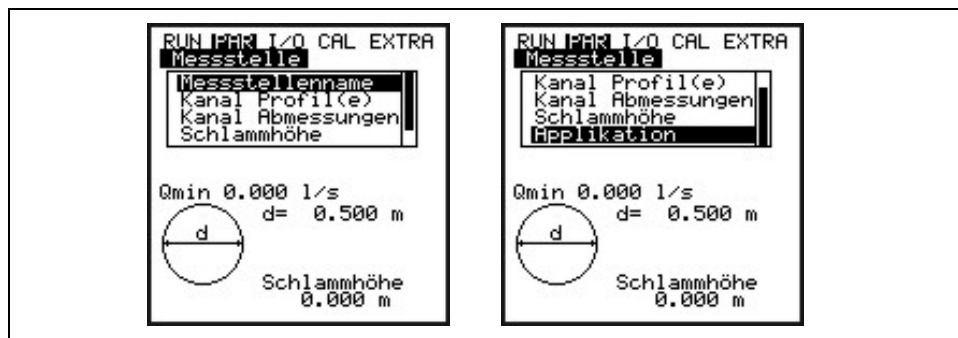 RUN PAR I/O CAL EXTRA
Messstelle
Messstellenname
Kanal Profil(e)
Kanal Abmessungen
Schlammhöhe
Qmin 0.000 l/s
d= 0.500 m
d
Schlammhöhe
0.000 m
RUN PAR I/O CAL EXTRA
Messstelle
Kanal Profil(e)
Kanal Abmessungen
Schlammhöhe
Applikation
Qmin 0.000 l/s
d= 0.500 m
d
Schlammhöhe
0.000 m